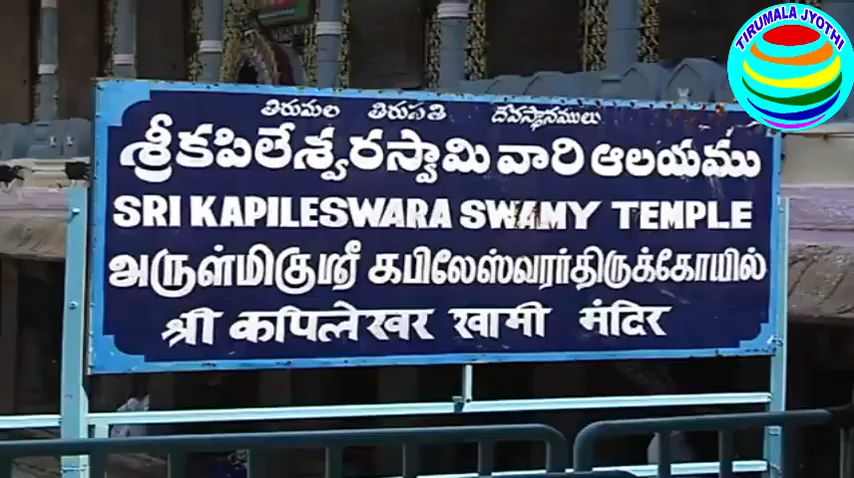 TIRUMALA JYOTHI
తిరుమల తిరుపతి దేవస్థానములు
శ్రీకపిలేశ్వరస్వామి వారి ఆలయము
SRI KAPILESWARA SWAMY TEMPLE
அருள்மிகு ஶ்ரீ கபிலேஸ்வரர்திருக்கோயில்
श्री कपिलेस्वर स्वामी मंदिर